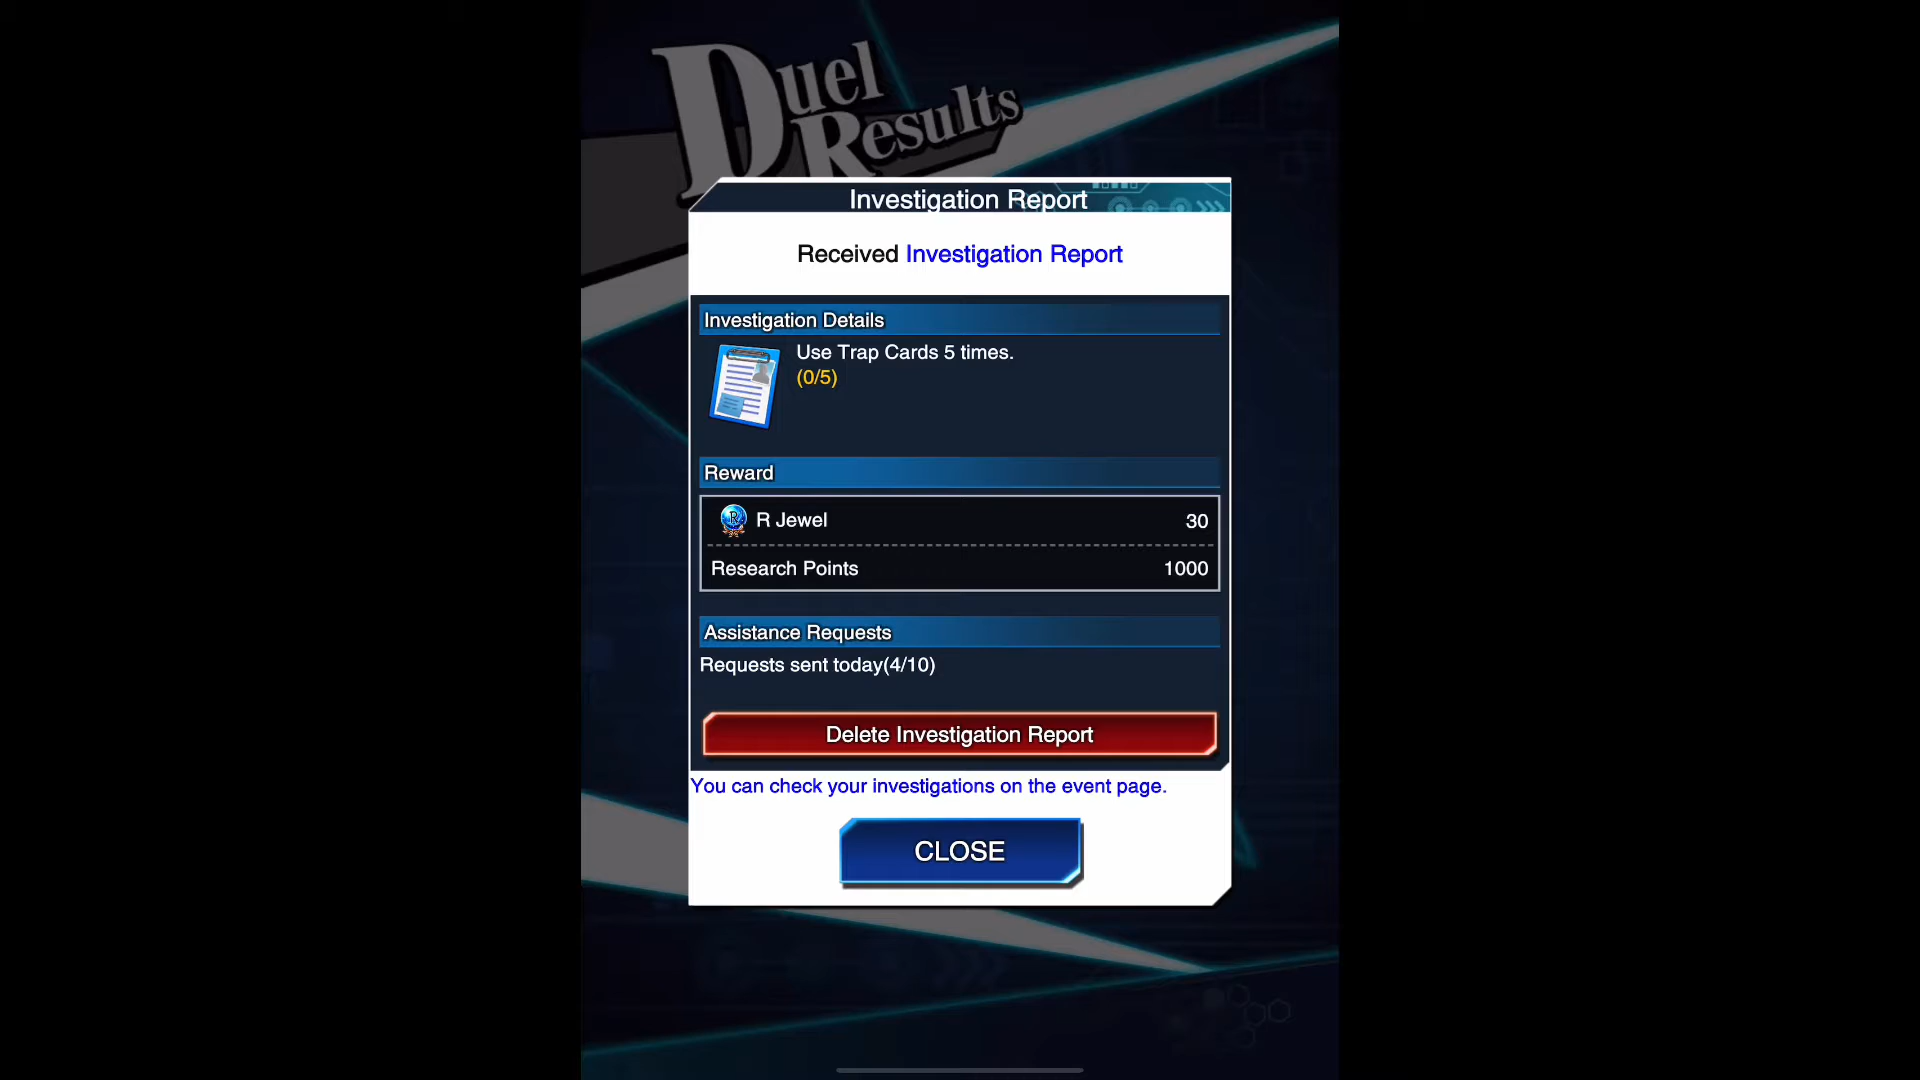 Duel
Results
Investigation Report
Received Investigation Report
Investigation Details
Use Trap Cards 5 times.
(0/5)
Reward
R Jewel 30
Research Points 1000
Assistance Requests
Requests sent today(4/10)
Delete Investigation Report
You can check your investigations on the event page.
CLOSE